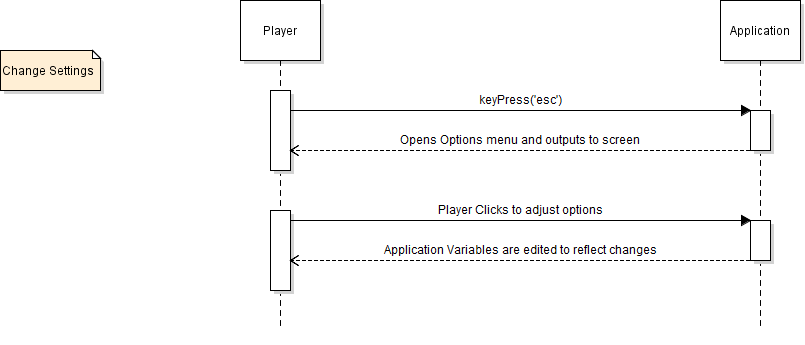 Player
Application
Change Settings
keyPress('esc')
Opens Options menu and outputs to screen
Player Clicks to adjust options
Application Variables are edited to reflect changes